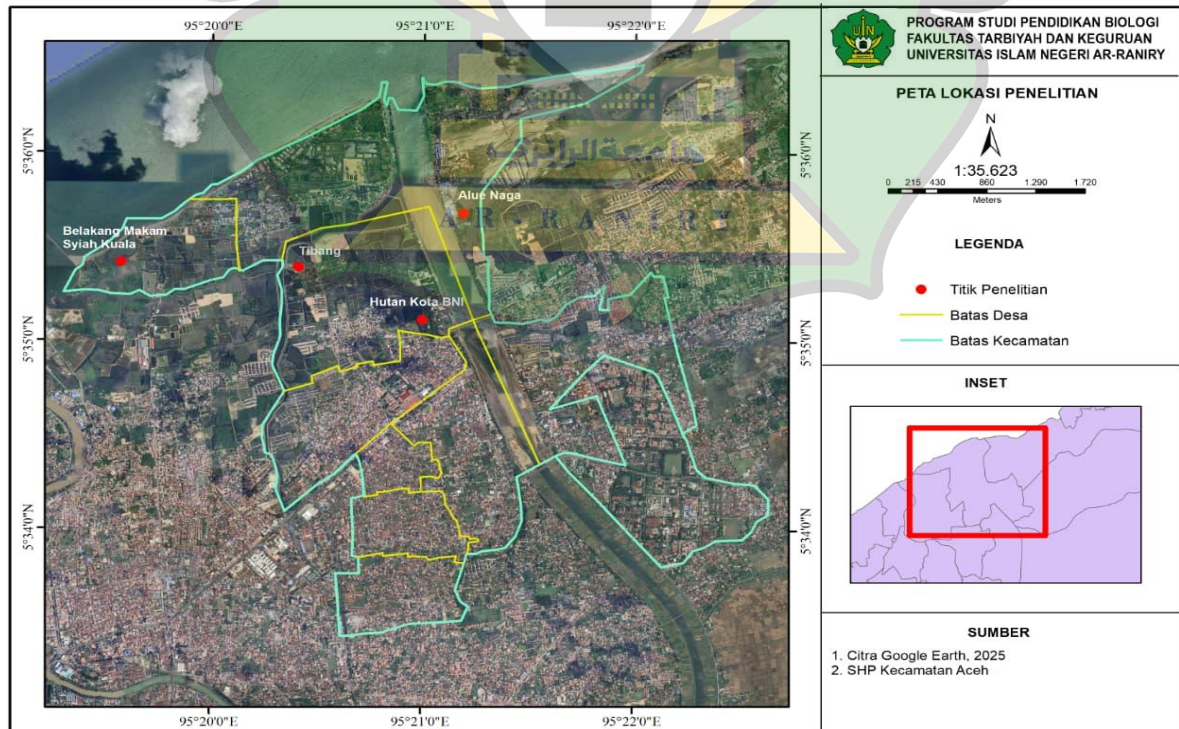 95°20'0"E 95°21'0"E 95°22'0"E
5°36'0"N 5°36'0"N
5°35'0"N 5°35'0"N
5°34'0"N 5°34'0"N
جامعة الرانري
AR-RANIRY
Alue Naga
Belakang Makam
Syiah Kuala
Tibang
Hutan Kota BNI
95°20'0"E 95°21'0"E 95°22'0"E
UIN
PROGRAM STUDI PENDIDIKAN BIOLOGI
FAKULTAS TARBIYAH DAN KEGURUAN
UNIVERSITAS ISLAM NEGERI AR-RANIRY
PETA LOKASI PENELITIAN
N
1:35.623
0 215 430 860 1.290 1.720
Meters
LEGENDA
Titik Penelitian
Batas Desa
Batas Kecamatan
INSET
SUMBER
1. Citra Google Earth, 2025
2. SHP Kecamatan Aceh